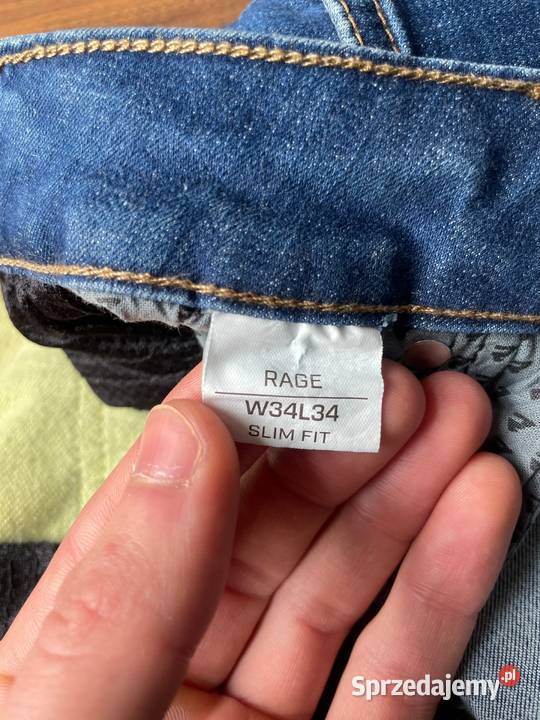 RAGE
W34L34
SLIM FIT
Sprzedajemy.pl